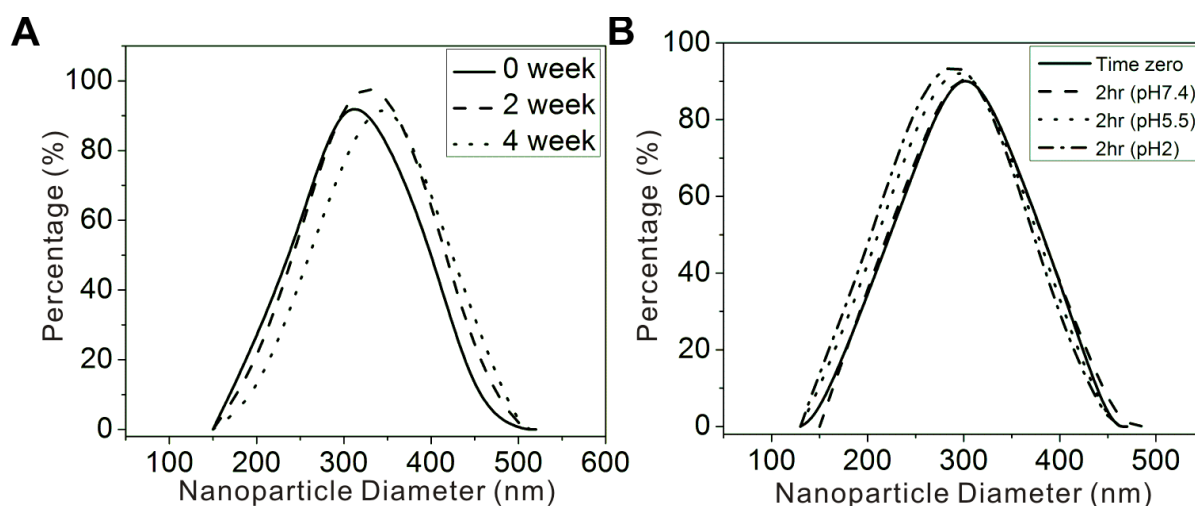 A
0 week
2 week
4 week
Percentage (%)
100
80
60
40
20
0
100 200 300 400 500 600
Nanoparticle Diameter (nm)
B
Time zero
2hr (pH7.4)
2hr (pH5.5)
2hr (pH2)
Percentage (%)
100
80
60
40
20
0
100 200 300 400 500
Nanoparticle Diameter (nm)